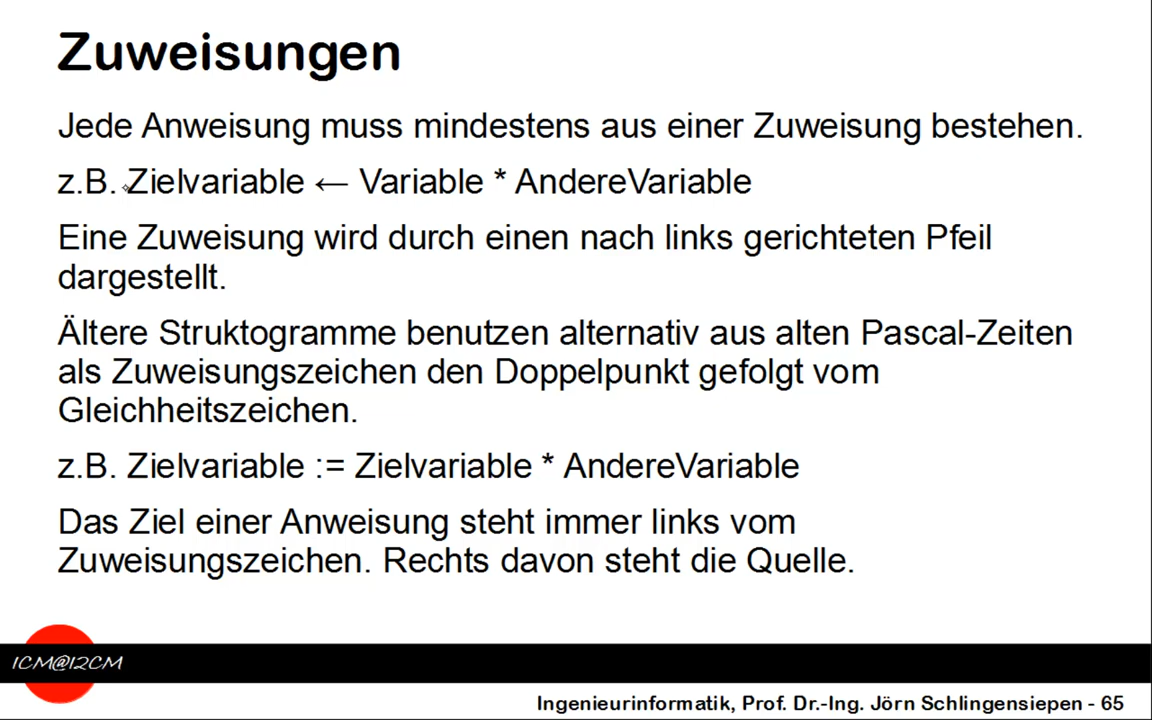 Zuweisungen
Jede Anweisung muss mindestens aus einer Zuweisung bestehen.
z.B. Zielvariable ← Variable * AndereVariable
Eine Zuweisung wird durch einen nach links gerichteten Pfeil
dargestellt.
Ältere Struktogramme benutzen alternativ aus alten Pascal-Zeiten
als Zuweisungszeichen den Doppelpunkt gefolgt vom
Gleichheitszeichen.
z.B. Zielvariable := Zielvariable * AndereVariable
Das Ziel einer Anweisung steht immer links vom
Zuweisungszeichen. Rechts davon steht die Quelle.
1CM@12CM
Ingenieurinformatik, Prof. Dr.-Ing. Jörn Schlingensiepen - 65